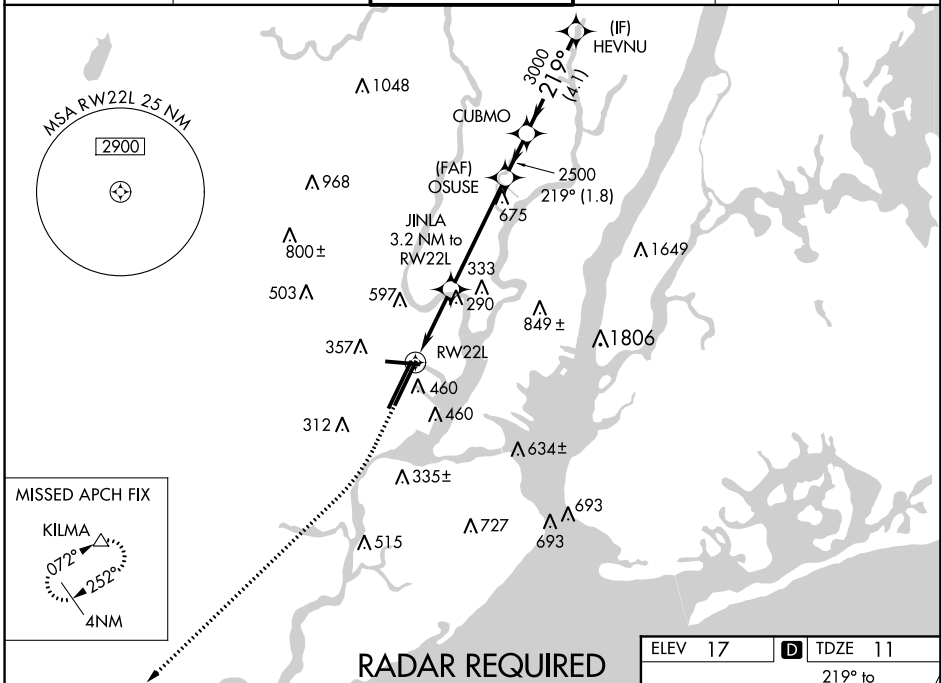 MSA RW22L 25 NM
2900
(IF)
HEVNU
3000
219°
(4.1)
1048
CUBMO
(FAF)
OSUSE
2500
219° (1.8)
968
675
JINLA
3.2 NM to
RW22L
800±
1649
333
503
597
290
849±
1806
357
RW22L
460
460
312
634±
335±
693
727
693
515
MISSED APCH FIX
KILMA
072°
252°
4NM
RADAR REQUIRED
ELEV 17
D
TDZE 11
219° to